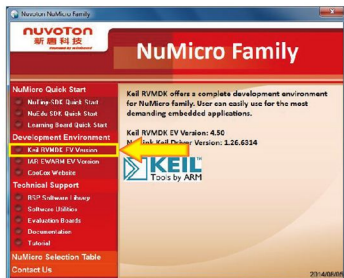 Nuvoton NuMicro Family
nuvoTon
新唐科技
NuMicro Family
NuMicro Quick Start
NuTiny-SDK Quick Start
NuEdu SDK Quick Start
Learning Board Quick Start
Development Environment
Keil RVMDK EV Version
IAR EWARM EV Version
CooCox Website
Technical Support
BSP Software Library
Software Utilities
Evaluation Boards
Documentation
Tutorial
NuMicro Selection Table
Contact Us
Keil RVMDK offers a complete development environment
for NuMicro family. User can easily use for the most
demanding embedded applications.
Keil RVMDK EV Version: 4.50
Keil Driver Version: 1.26.6314
KEIL
Tools by ARM
2014/06/05